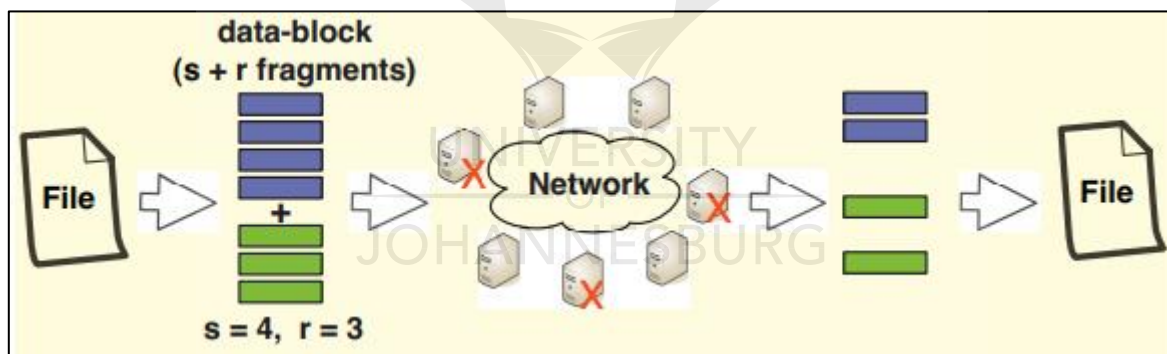 data-block
(s + r fragments)
File
+
s = 4, r = 3
Network
X
X
X
File
UNIVERSITY
OF
JOHANNESBURG